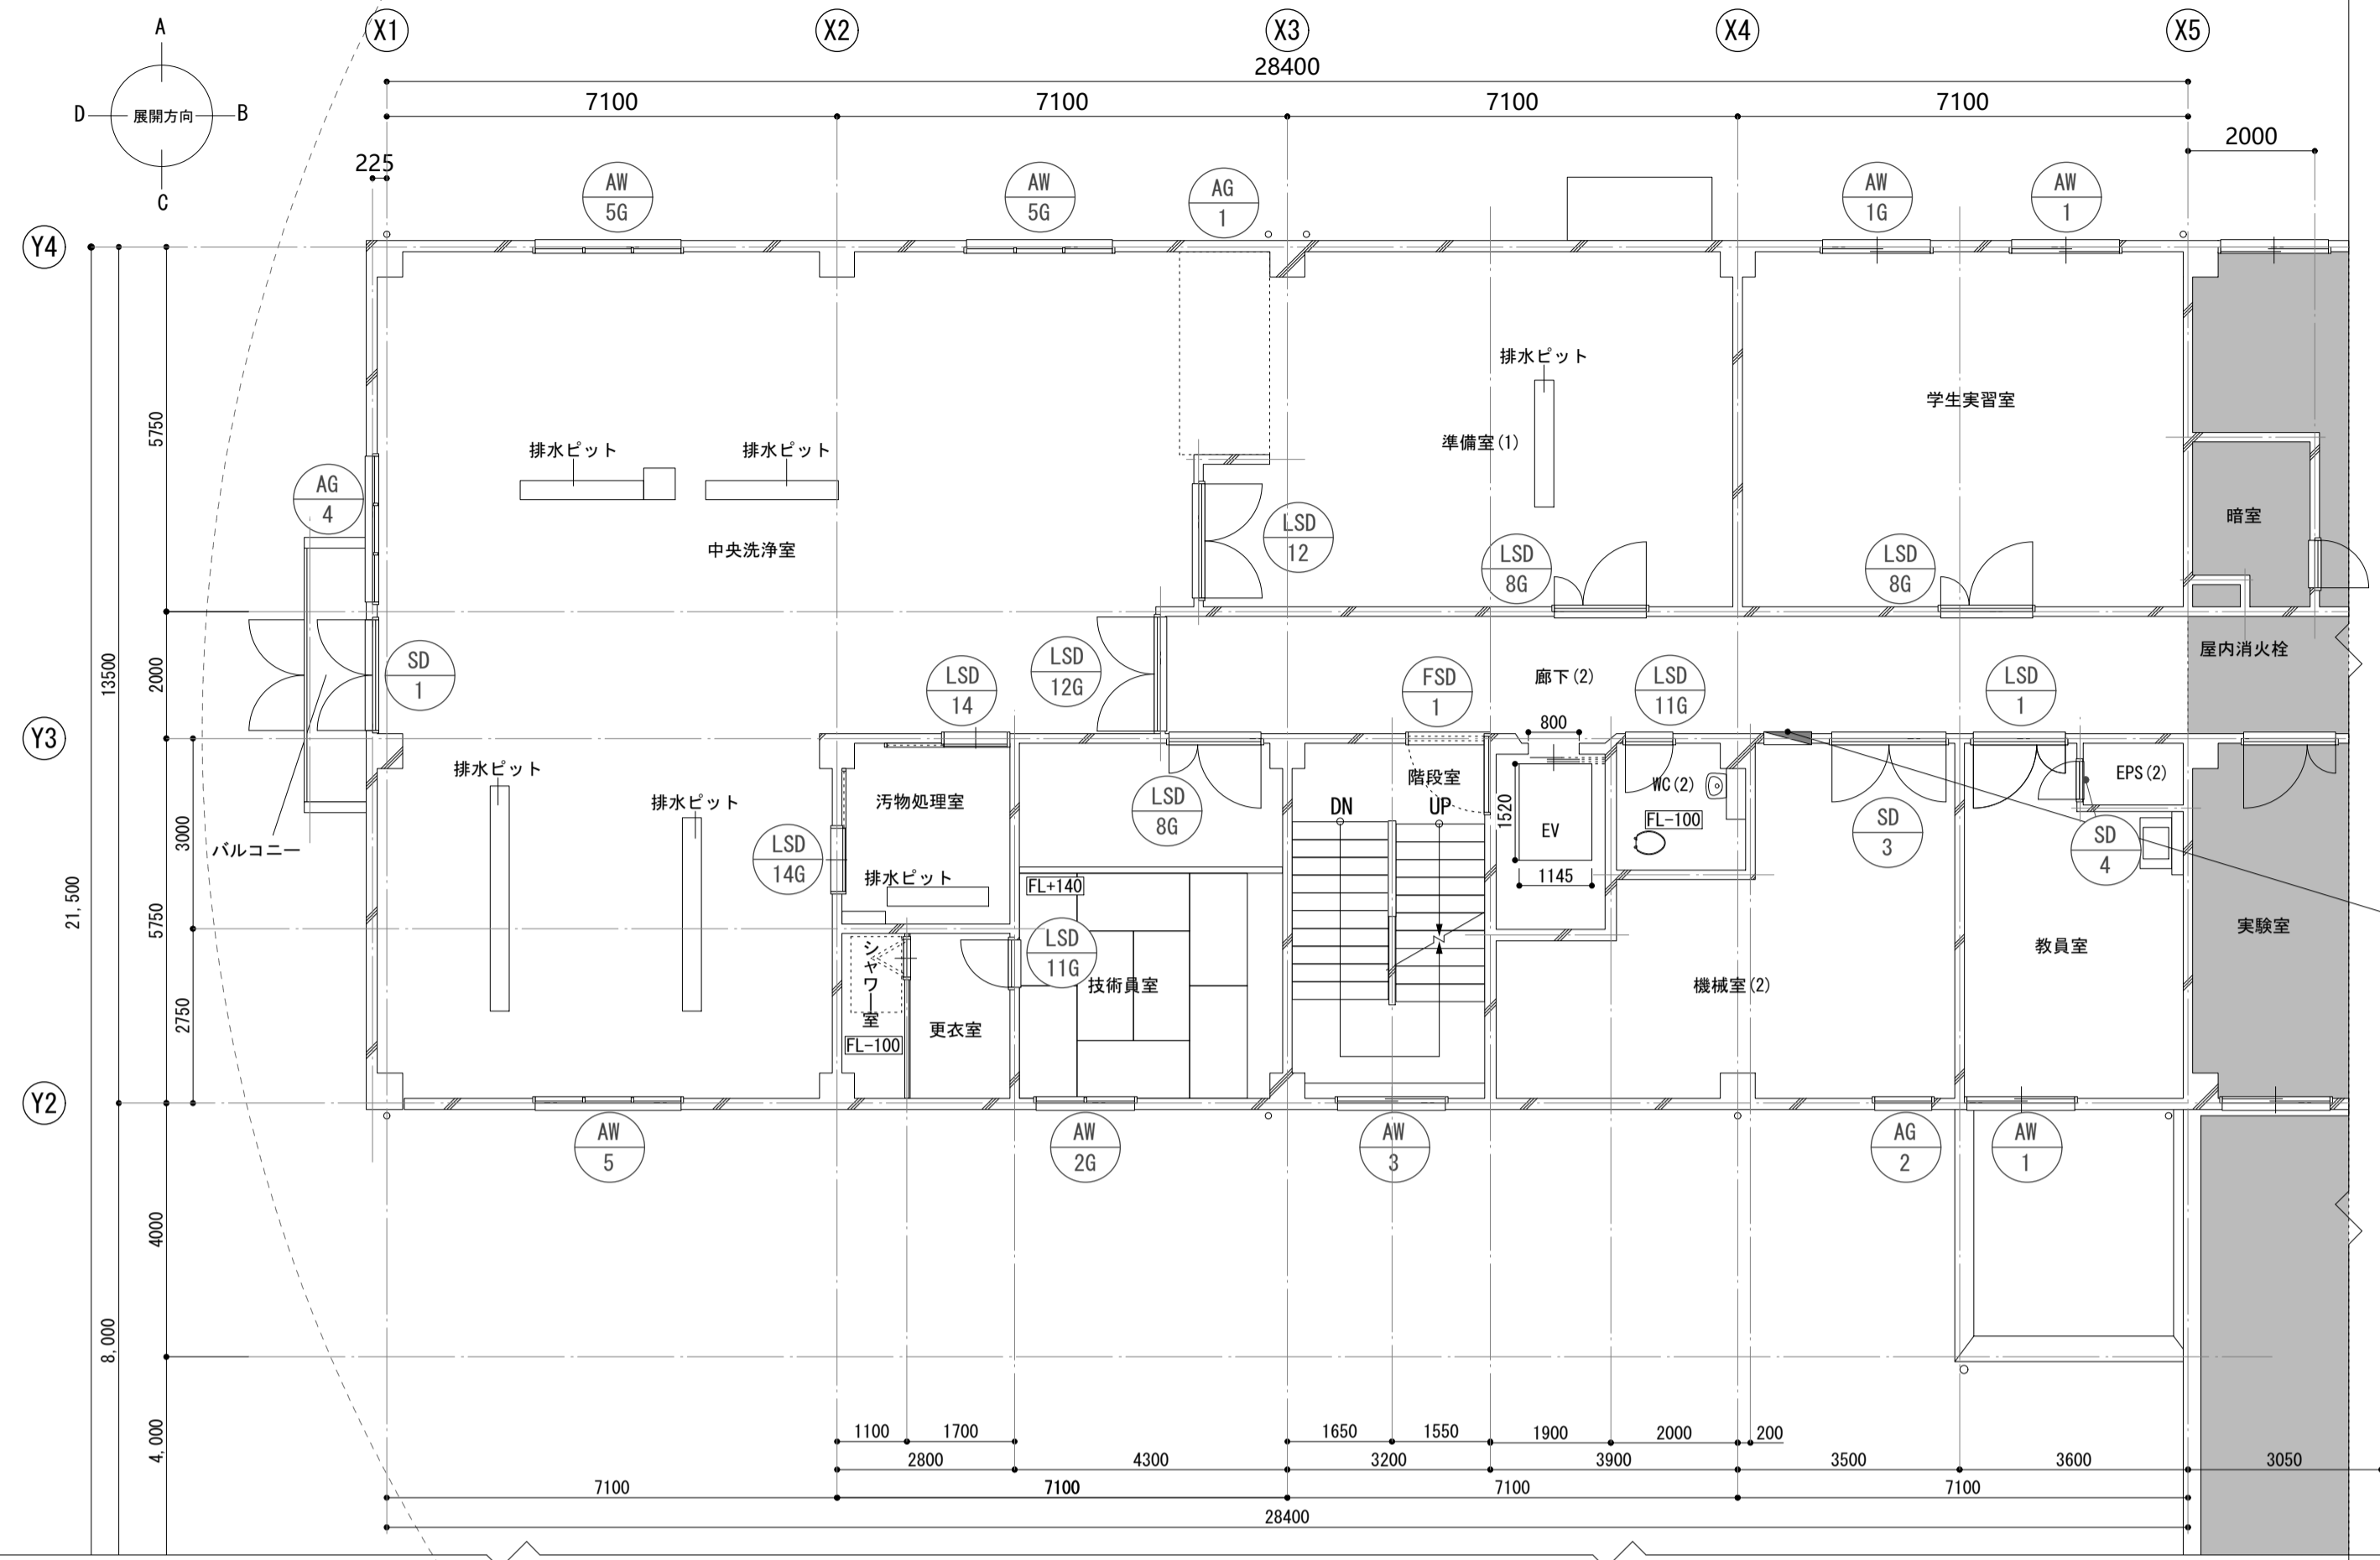 A
X1
X2
X3
X4
X5
28400
7100
7100
7100
7100
2000
D
展開方向
B
C
225
AW
5G
AW
5G
AG
1
AW
1G
AW
1
Y4
排水ピット
学生実習室
5750
準備室(1)
排水ピット
排水ピット
AG
4
LSD
12
暗室
中央洗浄室
LSD
8G
LSD
8G
屋内消火栓
13500
2000
SD
1
LSD
14
LSD
12G
FSD
1
廊下(2)
LSD
11G
LSD
1
Y3
800
排水ピット
階段室
EPS(2)
WC(2)
排水ピット
汚物処理室
LSD
8G
DN
UP
1520
EV
FL-100
SD
3
SD
4
3000
バルコニー
LSD
14G
排水ピット
1145
FL+140
21,500
5750
シャワー室
LSD
11G
教員室
実験室
技術員室
機械室(2)
2750
更衣室
FL-100
Y2
AW
5
AW
2G
AW
3
AG
2
AW
1
4000
8,000
4,000
1100
1700
1650
1550
1900
2000
200
2800
4300
3200
3900
3500
3600
3050
7100
7100
7100
7100
28400